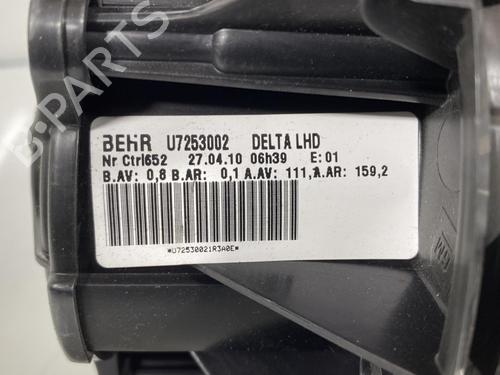 BEHR U7253002 DELTA LHD
Nr Ctrl652 27.04.10 06h39 E:01
B.AV: 0,8 B.AR: 0,1 A.AV: 111,1 A.AR: 159,2
*U72530021R3A0E*
B-PARTS
GM